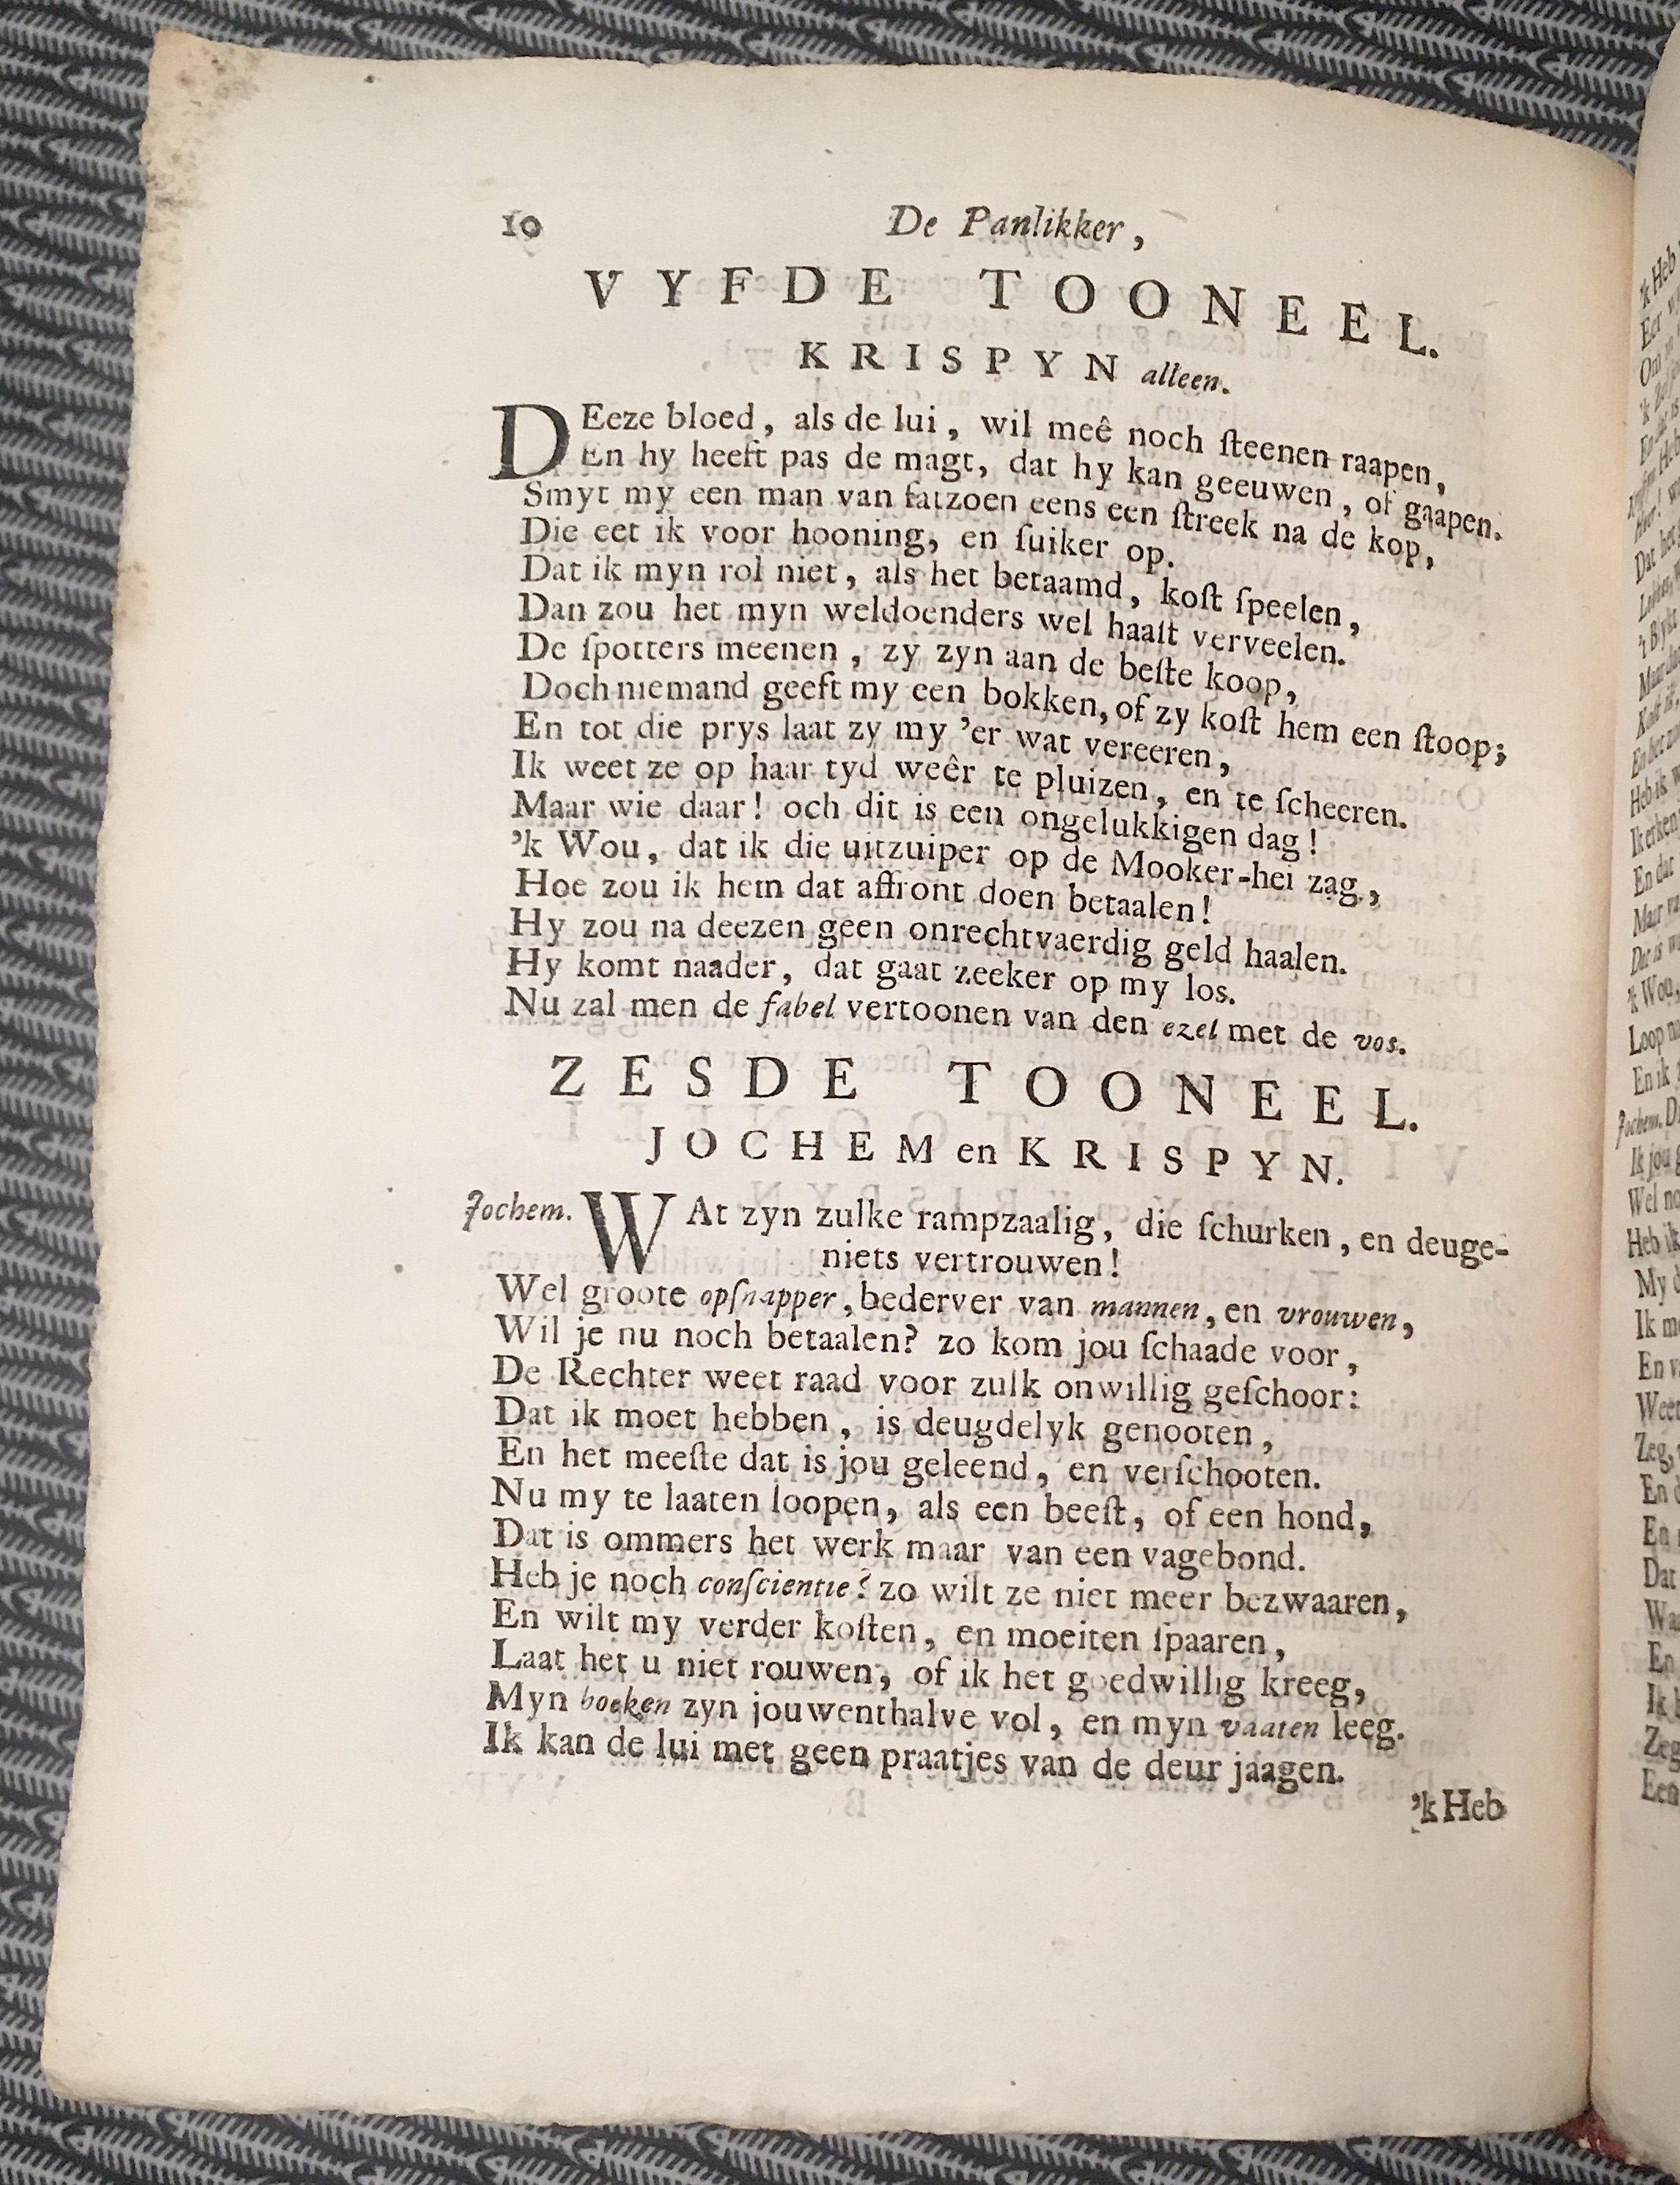 10 De Panlikker,
VYFDE TOONEEL.
KRISPYN alleen.
DEeze bloed, als de lui, wil meê noch ſteenen raapen,
En hy heeft pas de magt, dat hy kan geeuwen, of gaapen.
Smyt my een man van fatzoen eens een ſtreek na de kop,
Die eet ik voor hooning, en ſuiker op.
Dat ik myn rol niet, als het betaamd, koſt ſpeelen,
Dan zou het myn weldoenders wel haaſt verveelen.
De ſpotters meenen, zy zyn aan de beſte koop,
Doch niemand geeft my een bokken, of zy koſt hem een ſtoop;
En tot die prys laat zy my 'er wat vereeren,
Ik weet ze op haar tyd weêr te pluizen, en te ſcheeren.
Maar wie daar! och dit is een ongelukkigen dag!
'k Wou, dat ik die uitzuiper op de Mooker-hei zag,
Hoe zou ik hem dat affront doen betaalen!
Hy zou na deezen geen onrechtvaerdig geld haalen.
Hy komt naader, dat gaat zeeker op my los.
Nu zal men de fabel vertoonen van den ezel met de vos.
ZESDE TOONEEL.
JOCHEM en KRISPYN.
Jochem. WAt zyn zulke rampzaalig, die ſchurken, en deuge-
niets vertrouwen!
Wel groote opſnapper, bederver van mannen, en vrouwen,
Wil je nu noch betaalen? zo kom jou ſchaade voor,
De Rechter weet raad voor zulk onwillig geſchoor:
Dat ik moet hebben, is deugdelyk genooten,
En het meeſte dat is jou geleend, en verſchooten.
Nu my te laaten loopen, als een beeſt, of een hond,
Dat is ommers het werk maar van een vagebond.
Heb je noch conſcientie? zo wilt ze niet meer bezwaaren,
En wilt my verder koſten, en moeiten ſpaaren,
Laat het u niet rouwen, of ik het goedwillig kreeg,
Myn boeken zyn jouwenthalve vol, en myn vaaten leeg.
Ik kan de lui met geen praatjes van de deur jaagen.
'k Heb